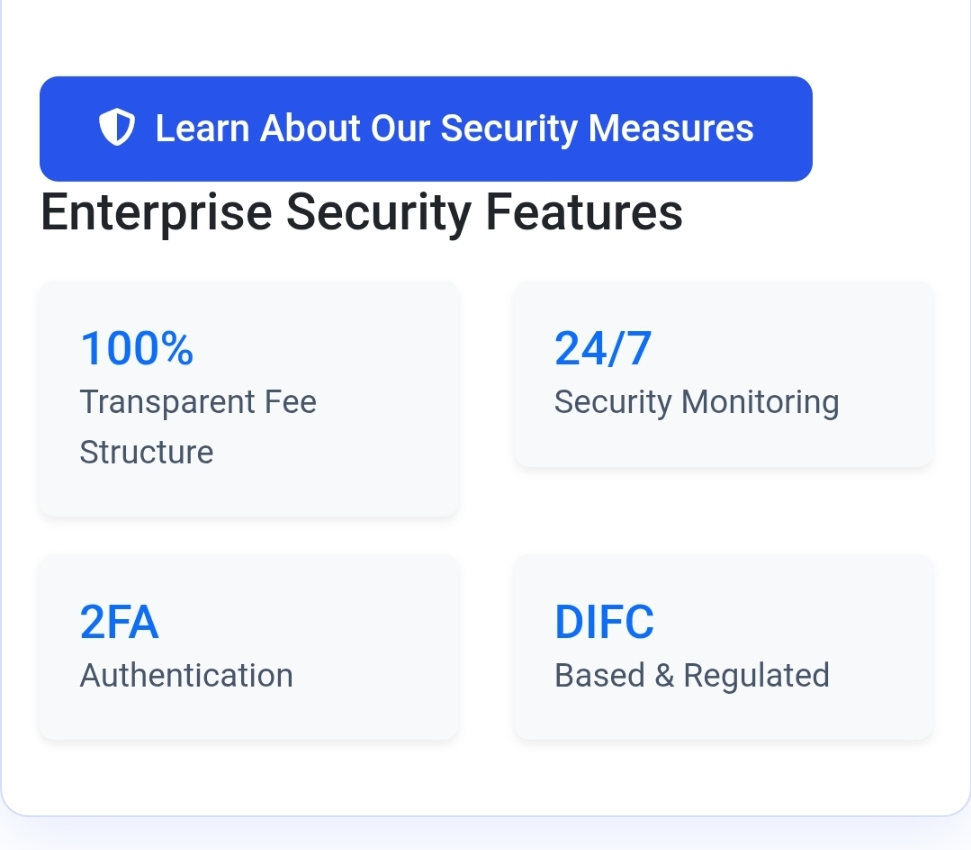 Learn About Our Security Measures
Enterprise Security Features
100%
Transparent Fee
Structure
24/7
Security Monitoring
2FA
Authentication
DIFC
Based & Regulated